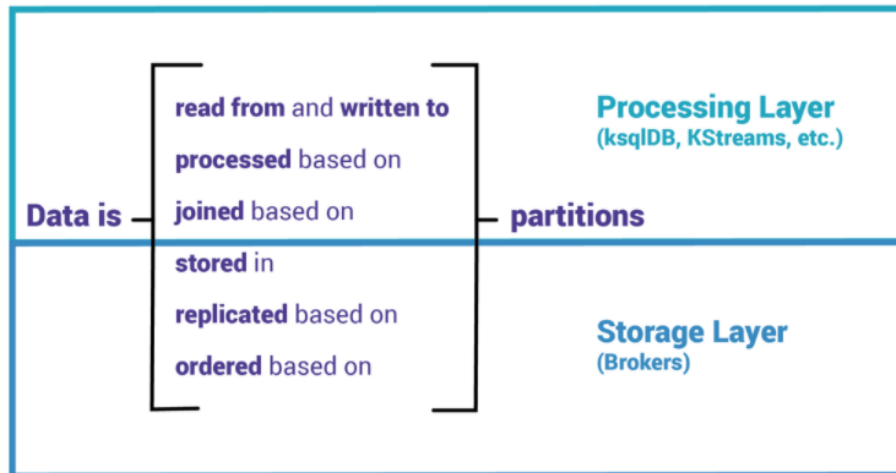 read from and written to
Processing Layer
(ksqlDB, KStreams, etc.)
processed based on
joined based on
Data is
partitions
stored in
replicated based on
Storage Layer
(Brokers)
ordered based on